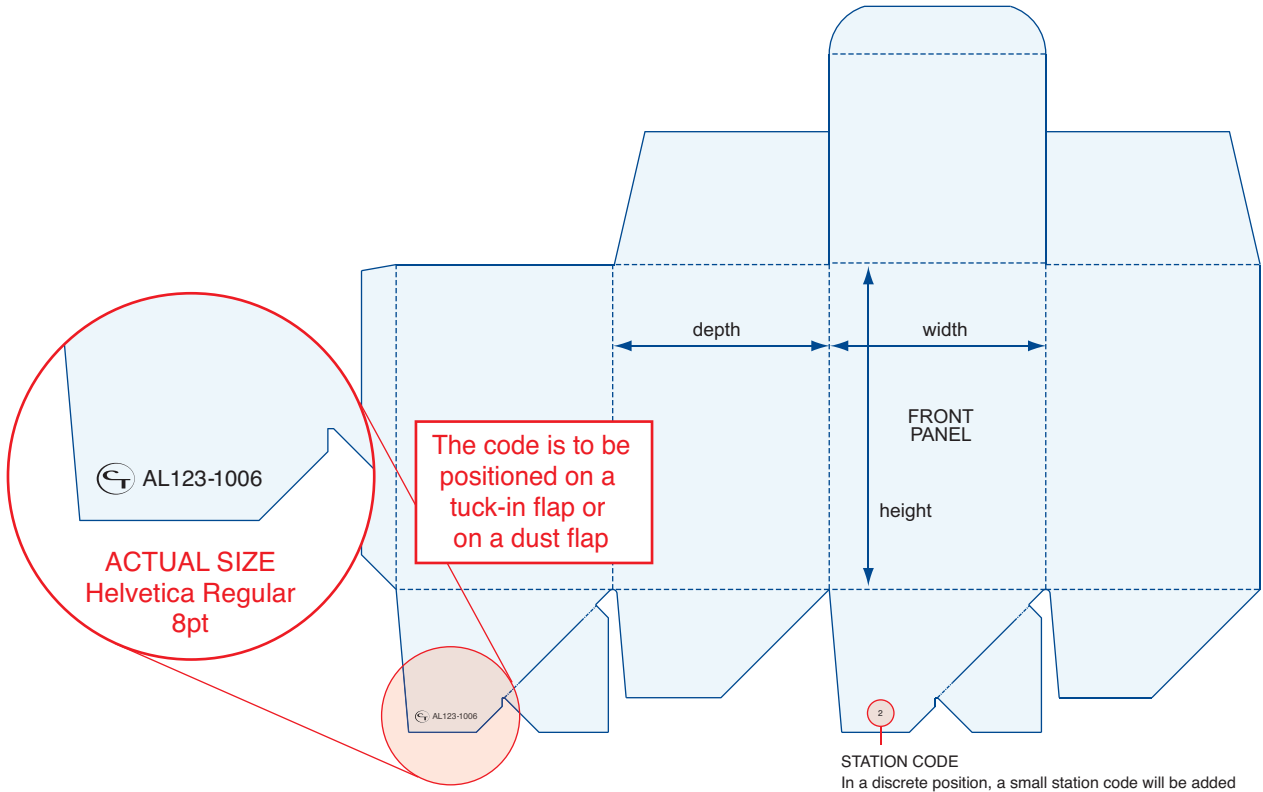 depth
width
FRONT
PANEL
height
The code is to be
positioned on a
tuck-in flap or
on a dust flap
CT AL123-1006
ACTUAL SIZE
Helvetica Regular
8pt
CT AL123-1006
2
STATION CODE
In a discrete position, a small station code will be added